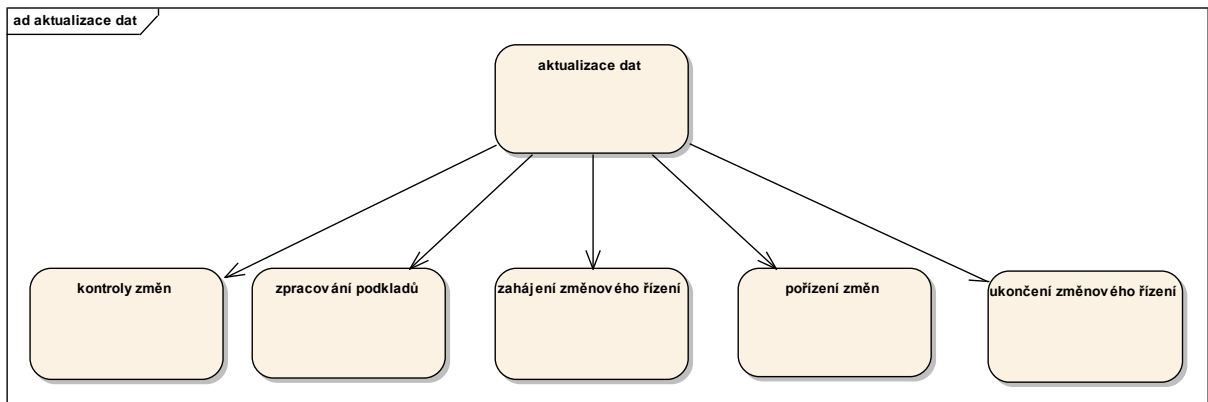 ad aktualizace dat
aktualizace dat
kontroly změn
zpracování podkladů
zahájení změnového řízení
pořízení změn
ukončení změnového řízení